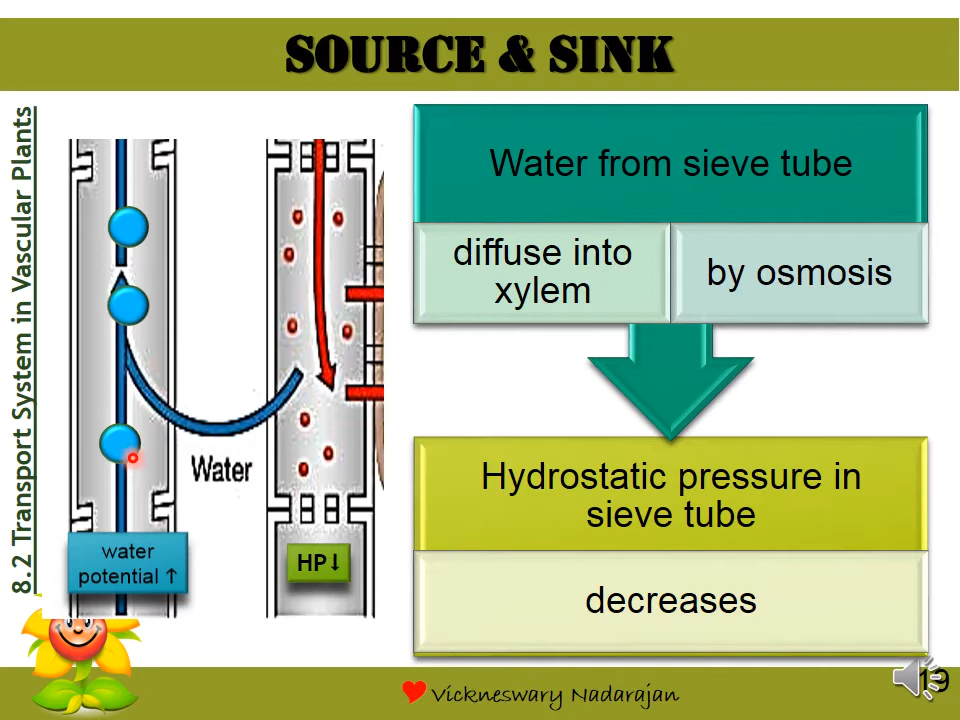 SOURCE & SINK
8.2 Transport System in Vascular Plants
Water
water
potential ↑
HP↓
Water from sieve tube
diffuse into
xylem
by osmosis
Hydrostatic pressure in
sieve tube
decreases
Vickneswary Nadarajan
19